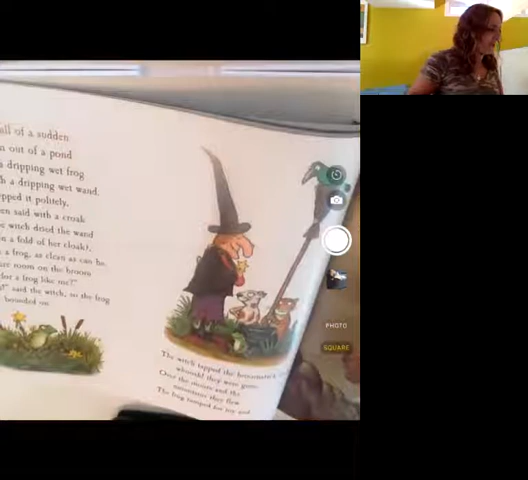 all of a sudden
n out of a pond
a dripping wet frog
h a dripping wet wand.
pped it politely,
en said with a croak
e witch dried the wand
n a fold of her cloak).
a frog, as clean as can be.
re room on the broom
for a frog like me?"
" said the witch, so the frog
bounded on
The witch tapped the broomstick
whoosh! they were gone.
Over the moors and the
mountains they flew
The frog jumped for joy and
PHOTO
SQUARE